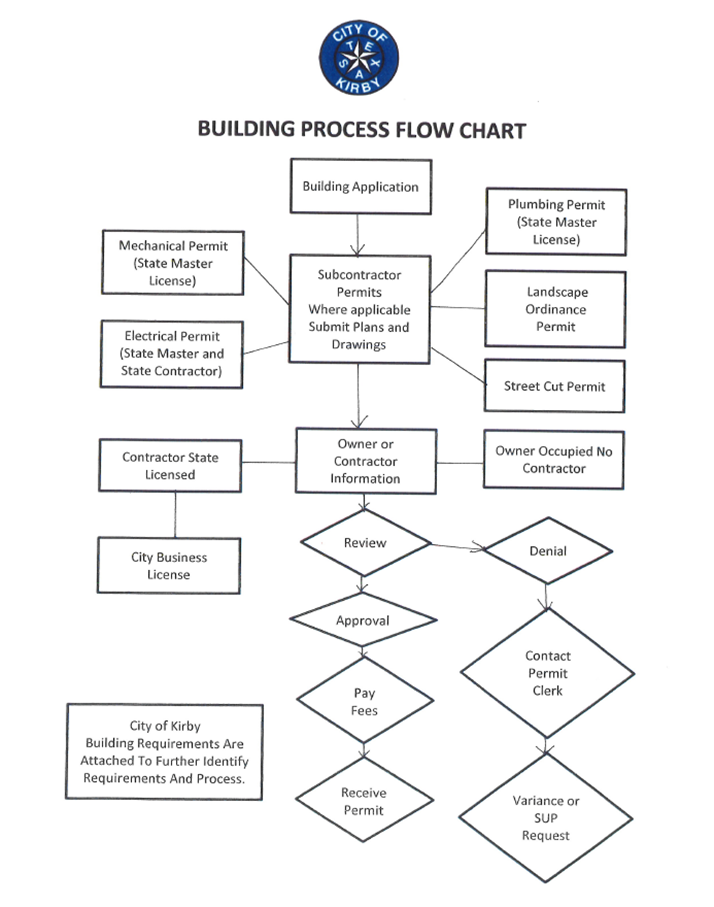 CITY OF
TEXAS
KIRBY
BUILDING PROCESS FLOW CHART
Building Application
Plumbing Permit
(State Master
License)
Mechanical Permit
(State Master
License)
Subcontractor
Permits
Where applicable
Submit Plans and
Drawings
Landscape
Ordinance
Permit
Electrical Permit
(State Master and
State Contractor)
Street Cut Permit
Contractor State
Licensed
Owner or
Contractor
Information
Owner Occupied No
Contractor
City Business
License
Review
Denial
Approval
Contact
Permit
Clerk
Pay
Fees
City of Kirby
Building Requirements Are
Attached To Further Identify
Requirements And Process.
Receive
Permit
Variance or
SUP
Request